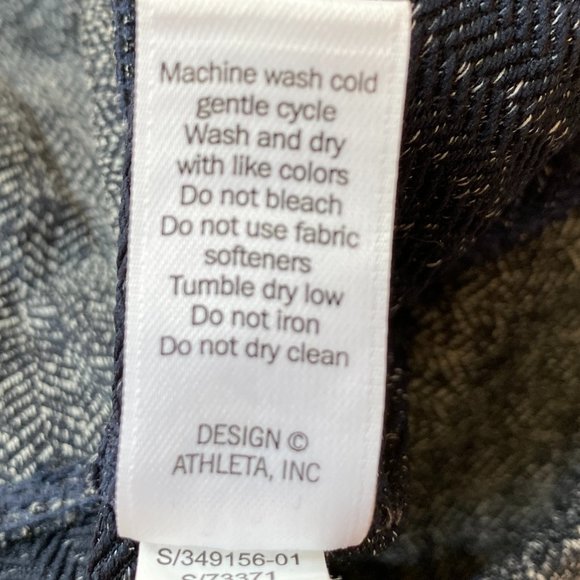 Machine wash cold
gentle cycle
Wash and dry
with like colors
Do not bleach
Do not use fabric
softeners
Tumble dry low
Do not iron
Do not dry clean
DESIGN ©
ATHLETA, INC
S/349156-01
S/73371